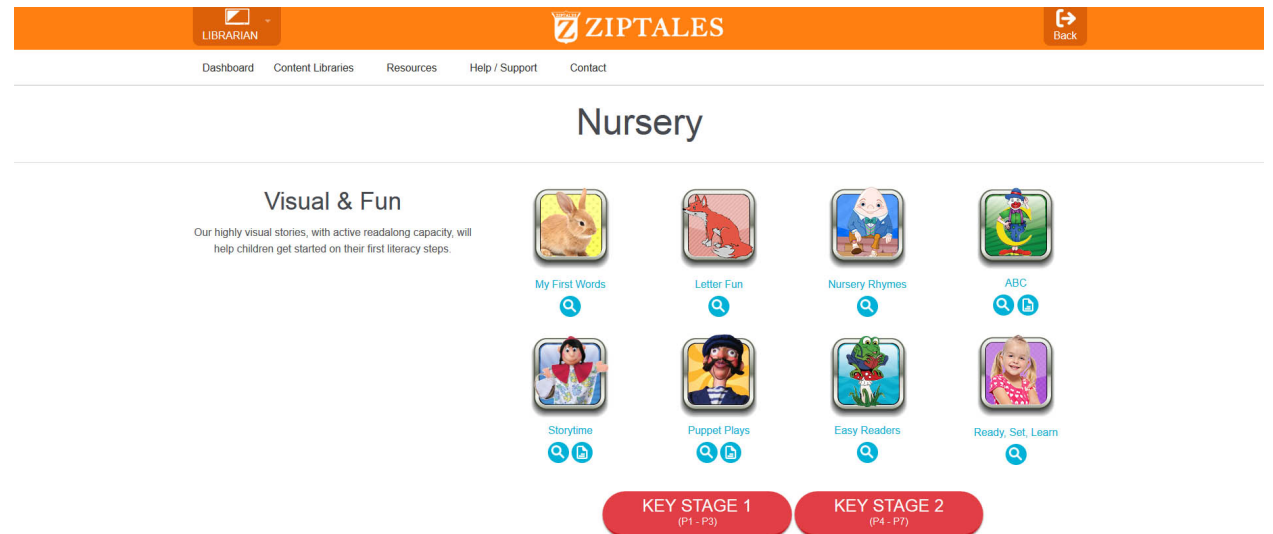 LIBRARIAN
ZIPTALES
Back
Dashboard Content Libraries Resources Help / Support Contact
Nursery
Visual & Fun
Our highly visual stories, with active readalong capacity, will
help children get started on their first literacy steps.
My First Words Letter Fun Nursery Rhymes ABC
Storytime Puppet Plays Easy Readers Ready, Set, Learn
KEY STAGE 1 KEY STAGE 2
(P1 - P3) (P4 - P7)